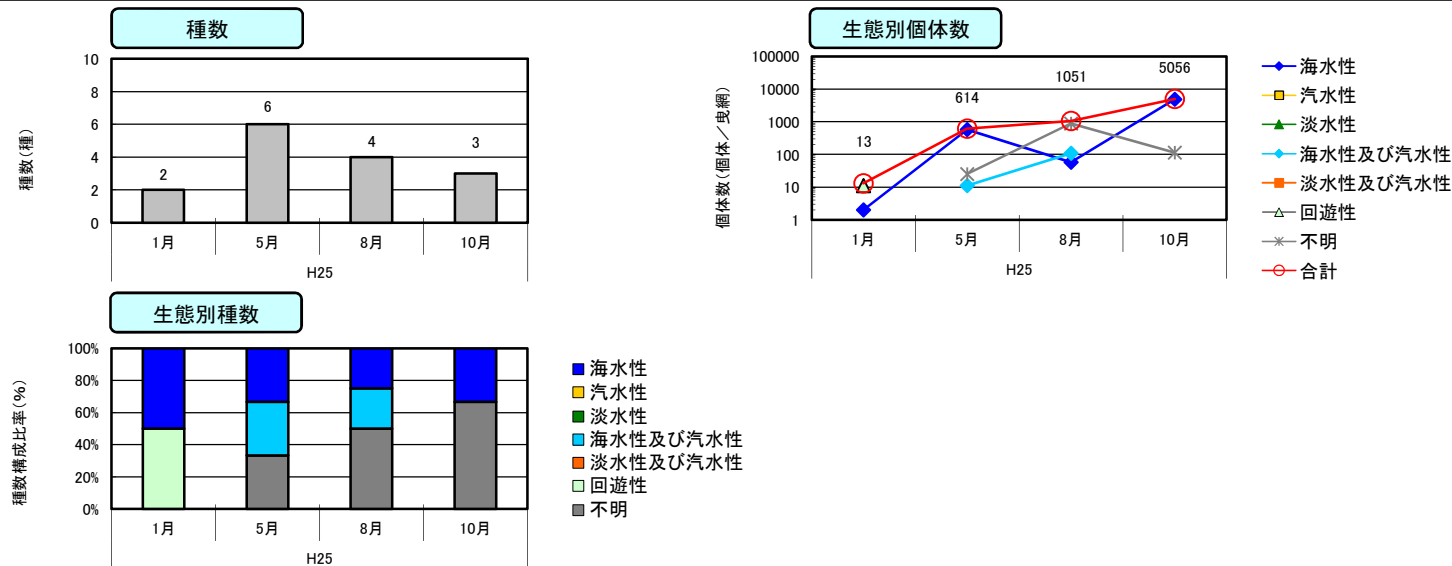 種数
種数(種)
10
8
6
4
2
0
2
6
4
3
1月
5月
8月
10月
H25
生態別個体数
個体数(個体/曳網)
100000
10000
1000
100
10
1
13
614
1051
5056
1月
5月
8月
10月
H25
海水性
汽水性
淡水性
海水性及び汽水性
淡水性及び汽水性
回遊性
不明
合計
生態別種数
種数構成比率(%)
100%
80%
60%
40%
20%
0%
1月
5月
8月
10月
H25
海水性
汽水性
淡水性
海水性及び汽水性
淡水性及び汽水性
回遊性
不明